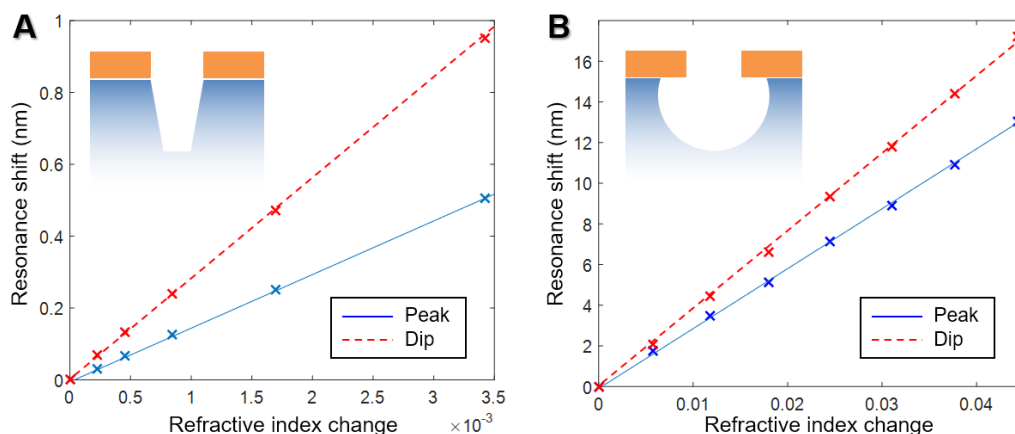 A
Resonance shift (nm)
1
0.8
0.6
0.4
0.2
0
0 0.5 1 1.5 2 2.5 3 3.5
×10⁻³
Refractive index change
Peak
Dip
B
Resonance shift (nm)
16
14
12
10
8
6
4
2
0
0 0.01 0.02 0.03 0.04
Refractive index change
Peak
Dip